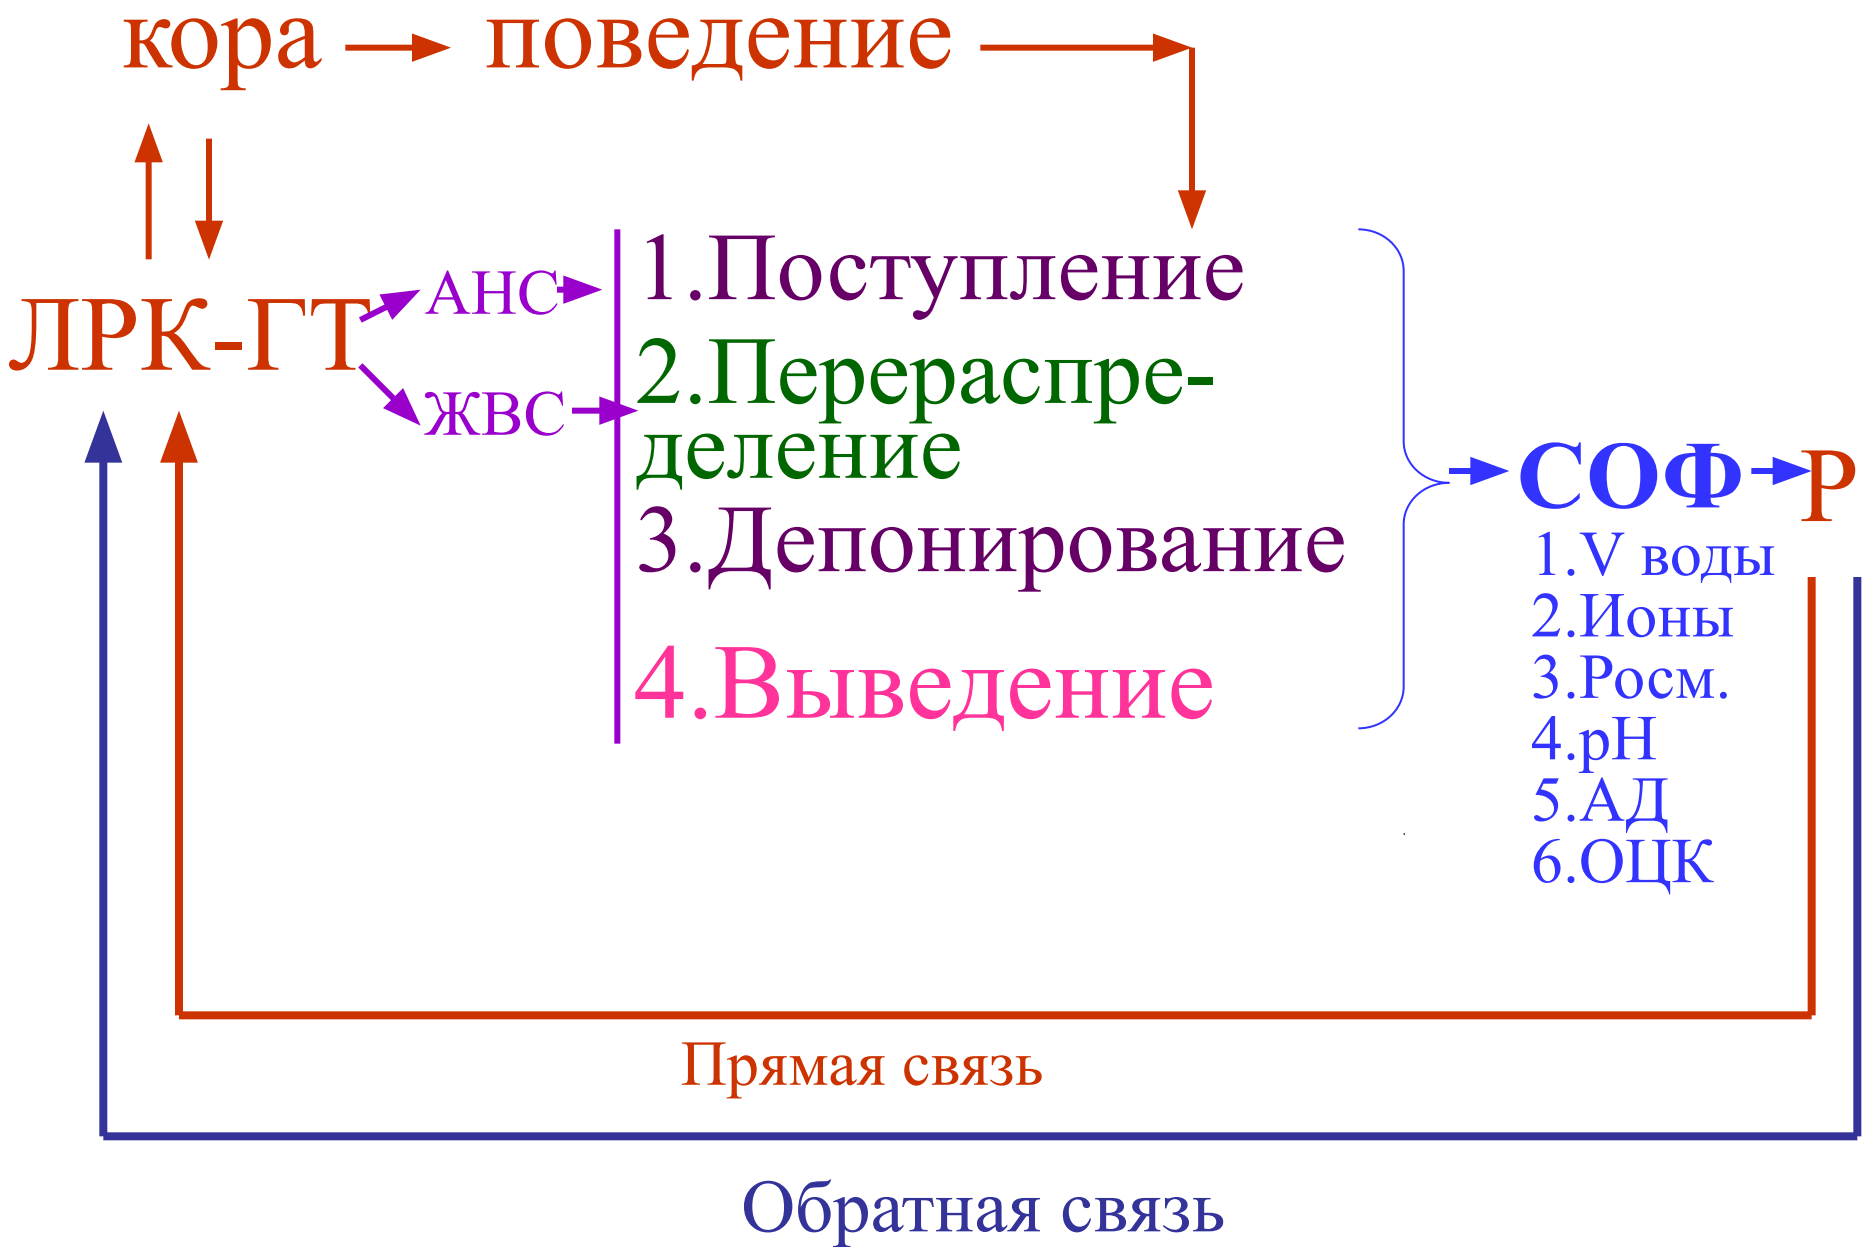 кора поведение
ЛРК-ГТ
АНС
ЖВС
1.Поступление
2.Перераспре-
деление
3.Депонирование
4.Выведение
СОФ
Р
1.V воды
2.Ионы
3.Росм.
4.рН
5.АД
6.ОЦК
Прямая связь
Обратная связь